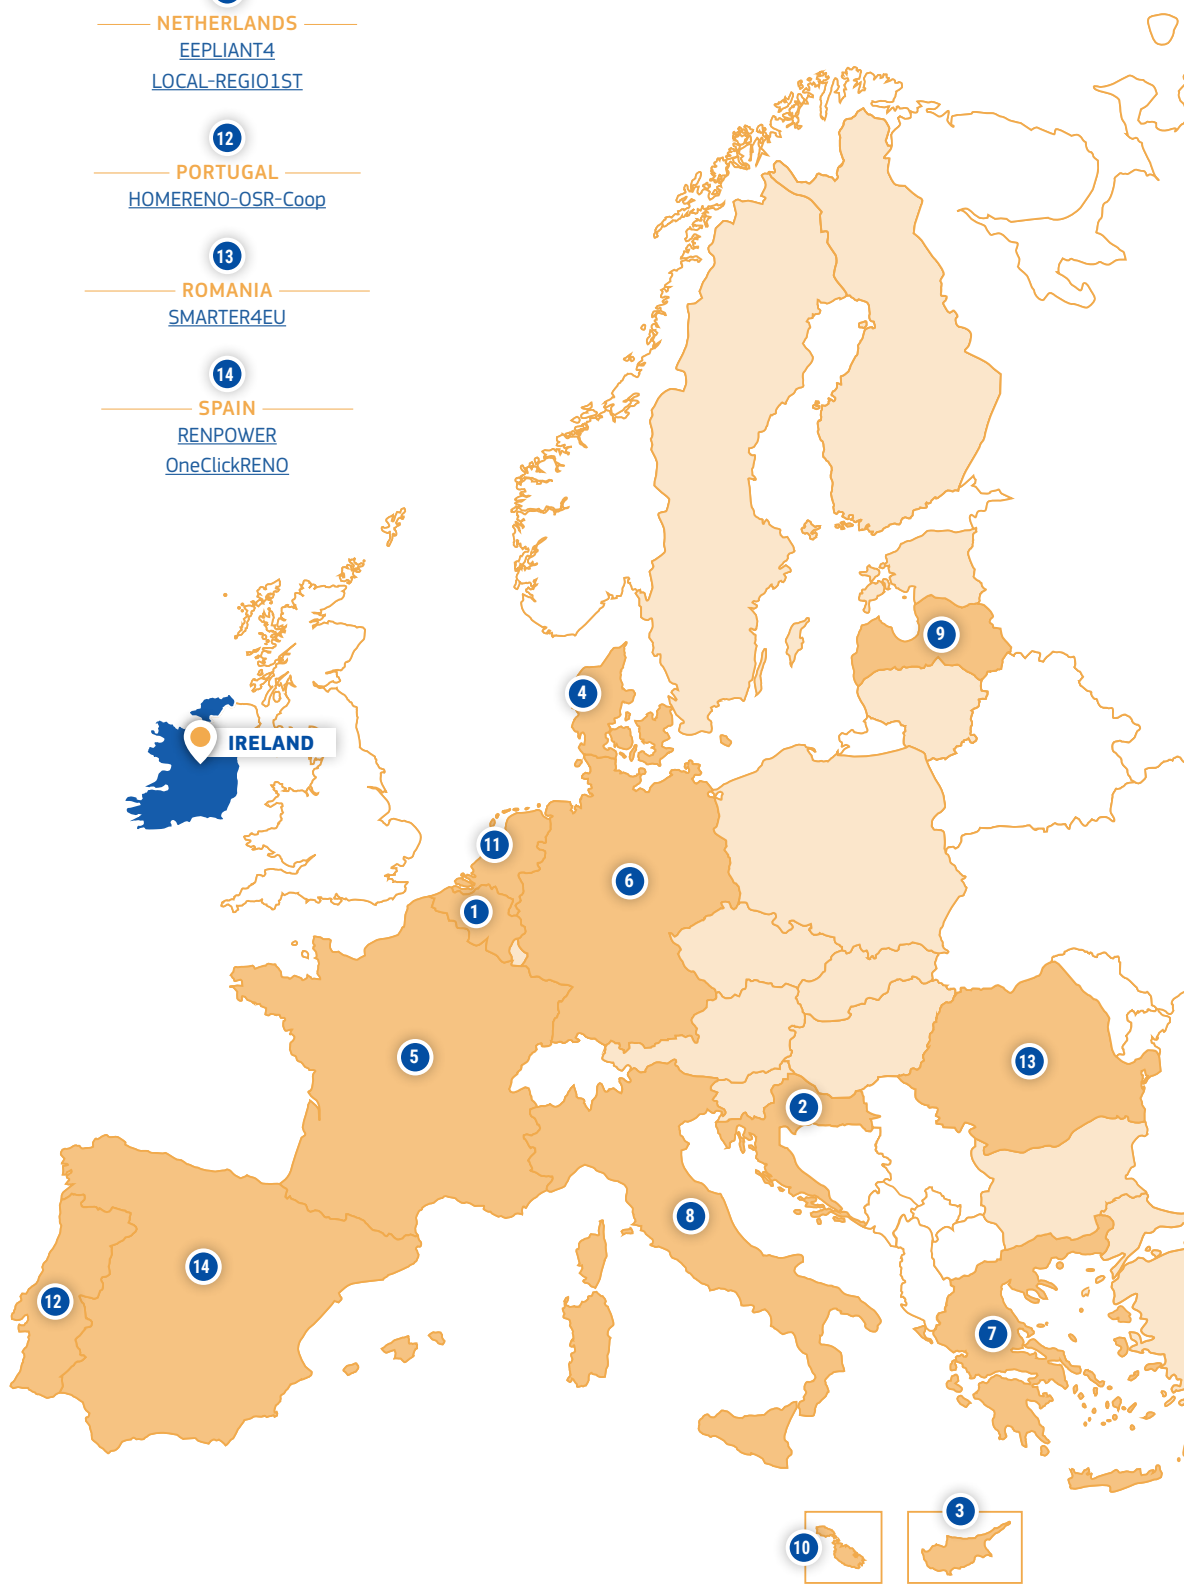 NETHERLANDS
EEPLIANT4
LOCAL-REGIO1ST
12
PORTUGAL
HOMERENO-OSR-Coop
13
ROMANIA
SMARTER4EU
14
SPAIN
RENPOWER
OneClickRENO
9
4
IRELAND
11
6
1
5
13
2
8
14
12
7
3
10